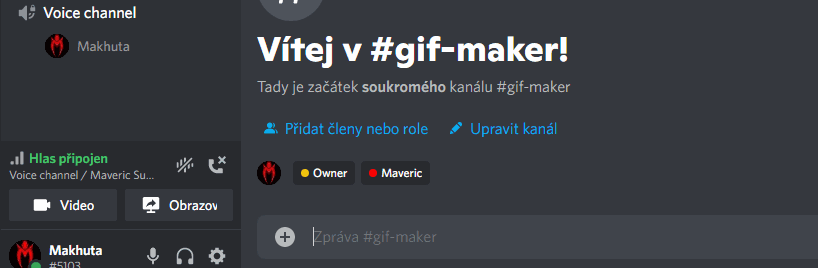 Voice channel
Makhuta
Hlas připojen
Voice channel / Maveric Su...
Video
Obrazov
Makhuta
#5103
Vítej v #gif-maker!
Tady je začátek soukromého kanálu #gif-maker
Přidat členy nebo role
Upravit kanál
Owner
Maveric
Zpráva #gif-maker